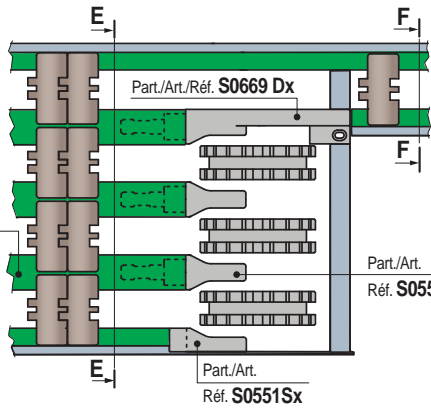 E
F
Part./Art./Réf. S0669 Dx
F
Part./Art.
Réf.
E
Part./Art.
Réf. S0551Sx